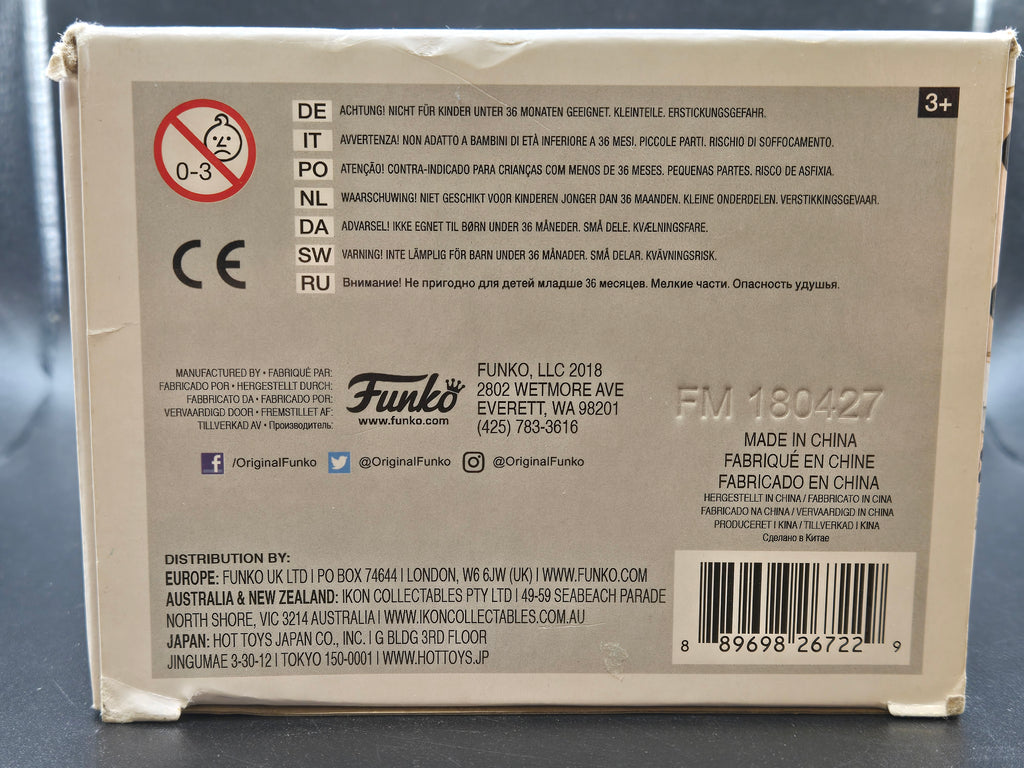 3+
0-3
DE ACHTUNG! NICHT FÜR KINDER UNTER 36 MONATEN GEEIGNET. KLEINTEILE. ERSTICKUNGSGEFAHR.
IT AVVERTENZA! NON ADATTO A BAMBINI DI ETÀ INFERIORE A 36 MESI. PICCOLE PARTI. RISCHIO DI SOFFOCAMENTO.
PO ATENÇÃO! CONTRA-INDICADO PARA CRIANÇAS COM MENOS DE 36 MESES. PEQUENAS PARTES. RISCO DE ASFIXIA.
NL WAARSCHUWING! NIET GESCHIKT VOOR KINDEREN JONGER DAN 36 MAANDEN. KLEINE ONDERDELEN. VERSTIKKINGSGEVAAR.
DA ADVARSEL! IKKE EGNET TIL BØRN UNDER 36 MÅNEDER. SMÅ DELE. KVÆLNINGSFARE.
SW VARNING! INTE LÄMPLIG FÖR BARN UNDER 36 MÅNADER. SMÅ DELAR. KVÄVNINGSRISK.
RU Внимание! Не пригодно для детей младше 36 месяцев. Мелкие части. Опасность удушья.
CE
MANUFACTURED BY • FABRIQUÉ PAR:
FABRICADO POR • HERGESTELLT DURCH:
FABBRICATO DA • FABRICADO POR:
VERVAARDIGD DOOR • FREMSTILLET AF:
TILLVERKAD AV • Производитель:
Funko
www.funko.com
FUNKO, LLC 2018
2802 WETMORE AVE
EVERETT, WA 98201
(425) 783-3616
f /OriginalFunko @OriginalFunko @OriginalFunko
FM 180427
MADE IN CHINA
FABRIQUÉ EN CHINE
FABRICADO EN CHINA
HERGESTELLT IN CHINA / FABBRICATO IN CINA
FABRICADO NA CHINA / VERVAARDIGD IN CHINA
PRODUCERET I KINA / TILLVERKAD I KINA
Сделано в Китае
DISTRIBUTION BY:
EUROPE: FUNKO UK LTD | PO BOX 74644 | LONDON, W6 6JW (UK) | WWW.FUNKO.COM
AUSTRALIA & NEW ZEALAND: IKON COLLECTABLES PTY LTD | 49-59 SEABEACH PARADE
NORTH SHORE, VIC 3214 AUSTRALIA | WWW.IKONCOLLECTABLES.COM.AU
JAPAN: HOT TOYS JAPAN CO., INC. | G BLDG 3RD FLOOR
JINGUMAE 3-30-12 | TOKYO 150-0001 | WWW.HOTTOYS.JP
8 89698 26722 9